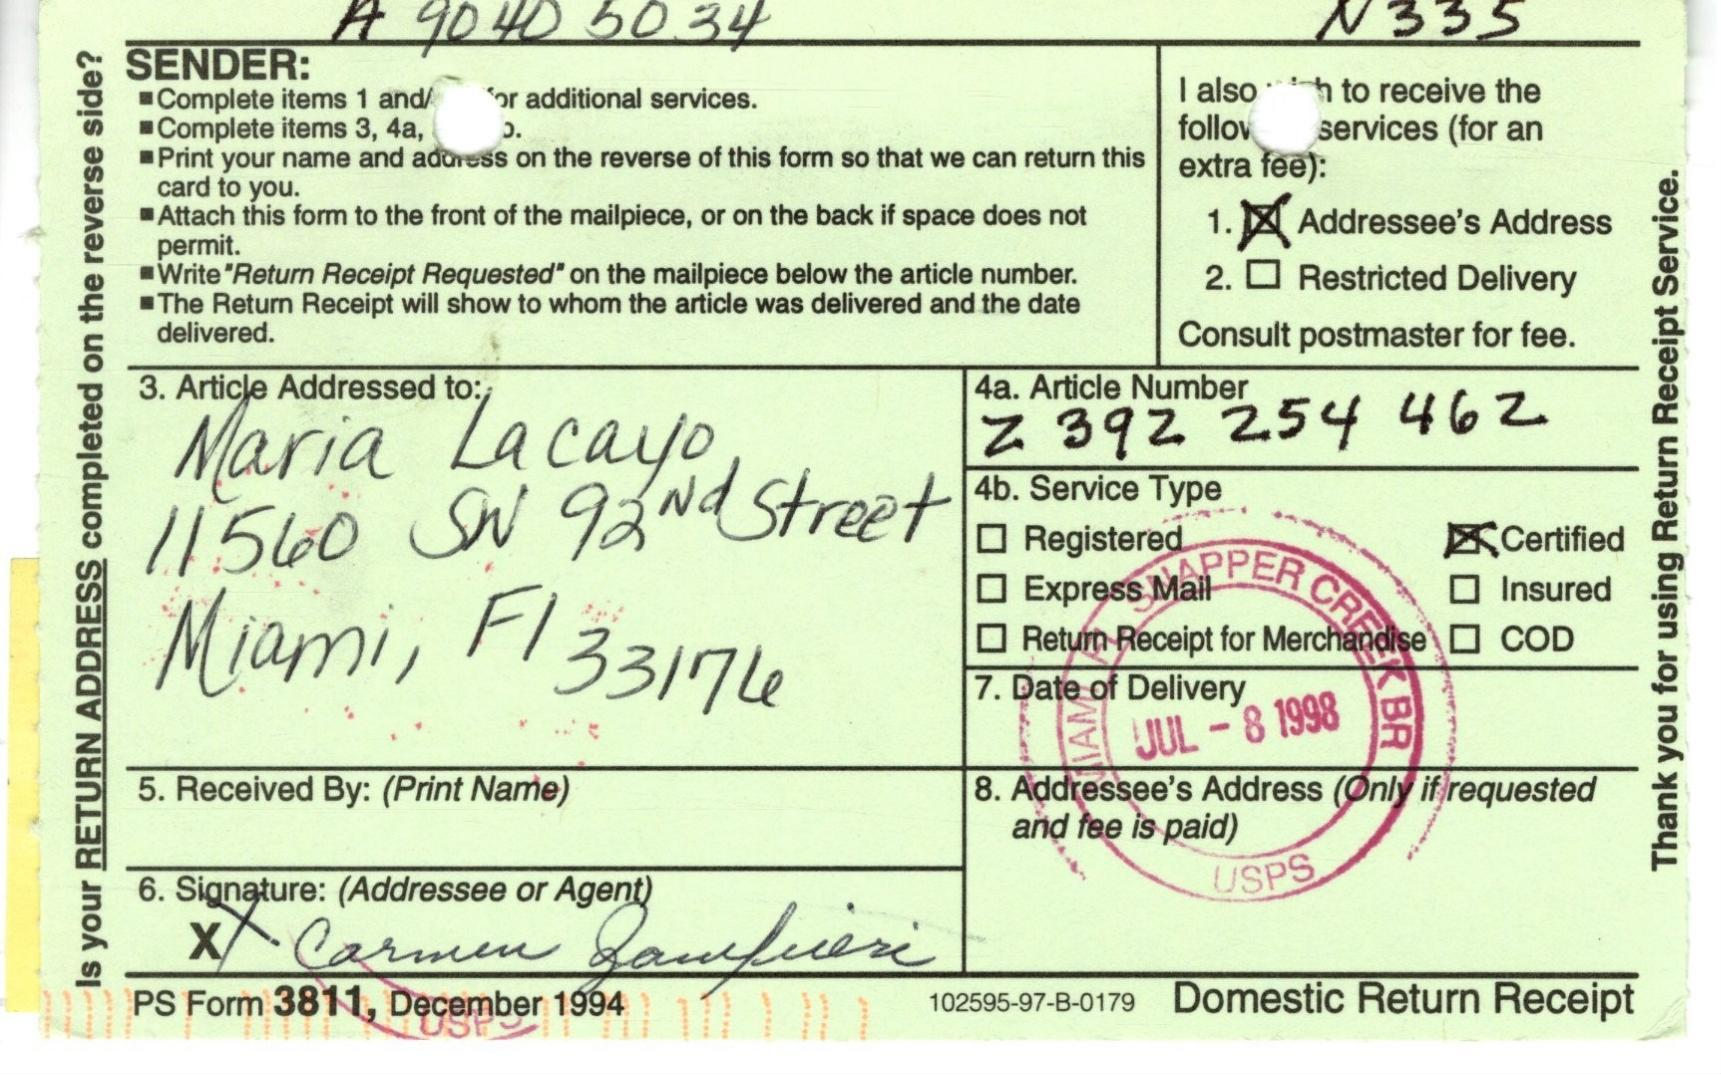 A 9040 50 34
N335
Is your RETURN ADDRESS completed on the reverse side?
SENDER:
■Complete items 1 and/ for additional services.
■Complete items 3, 4a,
■Print your name and address on the reverse of this form so that we can return this
card to you.
■Attach this form to the front of the mailpiece, or on the back if space does not
permit.
■Write "Return Receipt Requested" on the mailpiece below the article number.
■The Return Receipt will show to whom the article was delivered and the date
delivered.
I also wish to receive the
follow services (for an
extra fee):
1. ☒ Addressee's Address
2. ☐ Restricted Delivery
Consult postmaster for fee.
3. Article Addressed to:
Maria Lacayo
11560 SW 92nd Street
Miami, Fl 33176
4a. Article Number
Z 392 254 462
4b. Service Type
☐ Registered ☒ Certified
☐ Express Mail ☐ Insured
☐ Return Receipt for Merchandise ☐ COD
7. Date of Delivery
MIAMI FL SNAPPER CREEK BR
JUL - 8 1998
USPS
5. Received By: (Print Name)
8. Addressee's Address (Only if requested
and fee is paid)
6. Signature: (Addressee or Agent)
X X Carmen
PS Form 3811, December 1994
USPS
102595-97-B-0179
Domestic Return Receipt
Thank you for using Return Receipt Service.